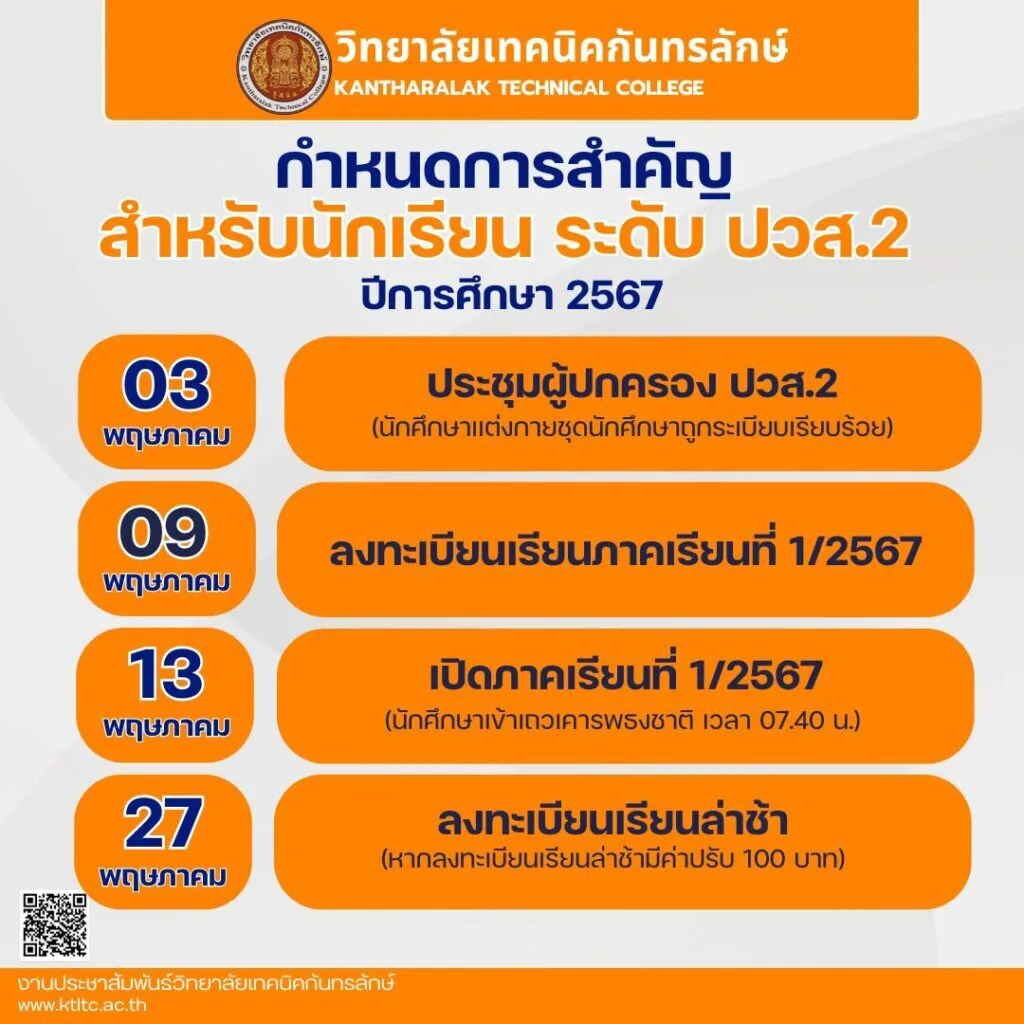 วิทยาลัยเทคนิคกันทรลักษ์
KANTHARALAK TECHNICAL COLLEGE
กำหนดการสำคัญ
สำหรับนักเรียน ระดับ ปวส.2
ปีการศึกษา 2567
03
พฤษภาคม
ประชุมผู้ปกครอง ปวส.2
(นักศึกษาแต่งกายชุดนักศึกษาถูกระเบียบเรียบร้อย)
09
พฤษภาคม
ลงทะเบียนเรียนภาคเรียนที่ 1/2567
13
พฤษภาคม
เปิดภาคเรียนที่ 1/2567
(นักศึกษาเข้าแถวเคารพธงชาติ เวลา 07.40 น.)
27
พฤษภาคม
ลงทะเบียนเรียนล่าช้า
(หากลงทะเบียนเรียนล่าช้ามีค่าปรับ 100 บาท)
งานประชาสัมพันธ์วิทยาลัยเทคนิคกันทรลักษ์
www.ktltc.ac.th